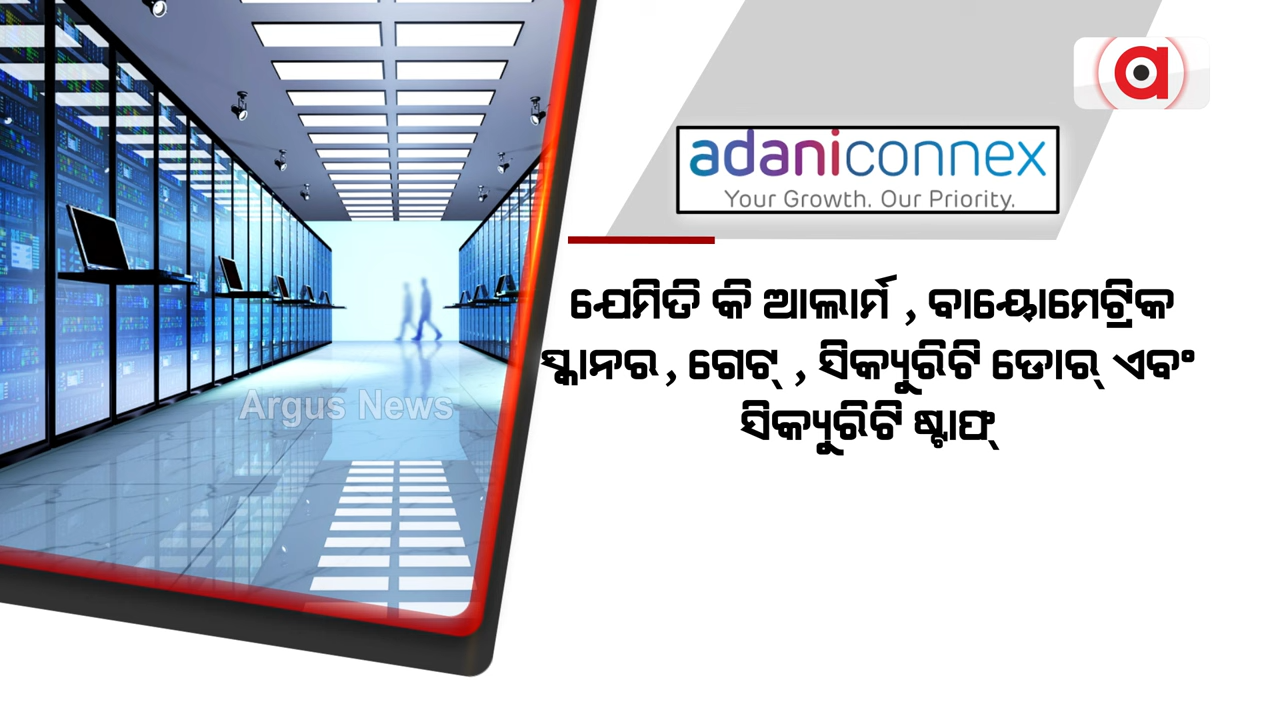 a
adaniconnex
Your Growth. Our Priority.
ଯେମିତି କି ଆଲାର୍ମ , ବାୟୋମେଟ୍ରିକ
ସ୍କାନର , ଗେଟ୍ , ସିକ୍ୟୁରିଟି ଡୋର୍ ଏବଂ
ସିକ୍ୟୁରିଟି ଷ୍ଟାଫ୍
Argus News